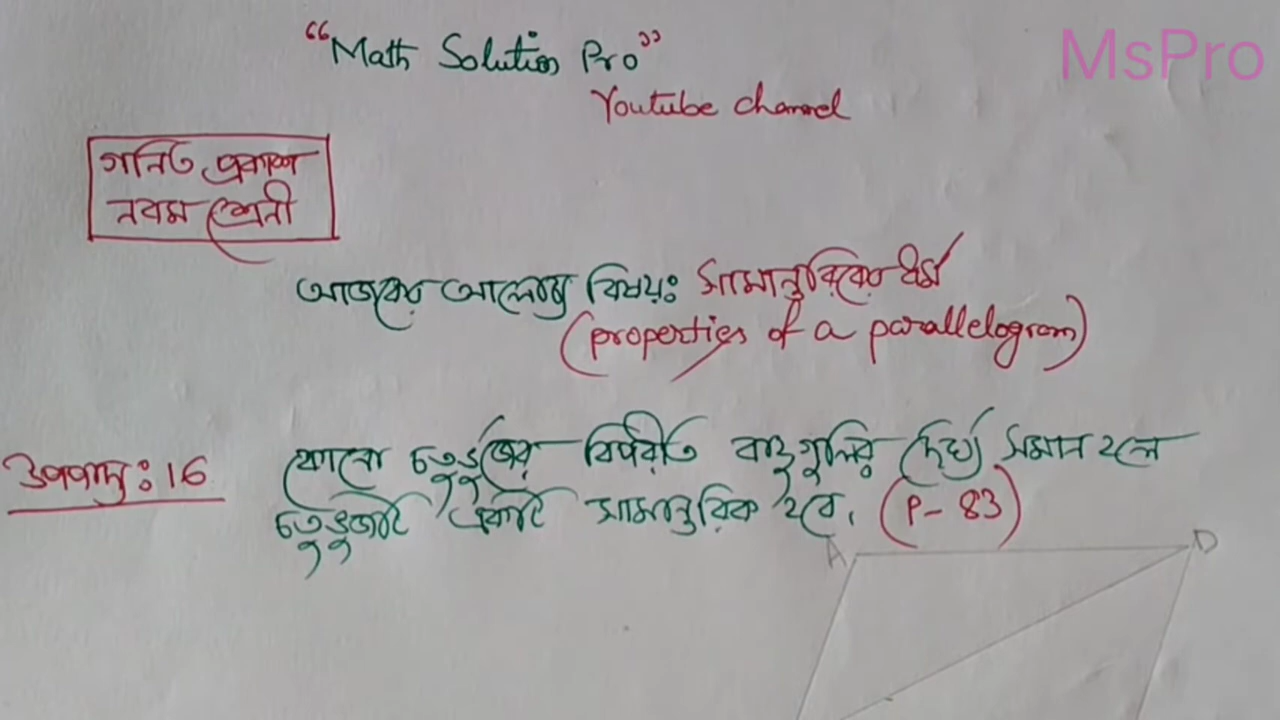 "Math Solution Pro"
MsPro
Youtube channel
গনিত প্রকাশ
নবম শ্রেনী
আজকের আলোচ্য বিষয়ঃ সামান্তরিকের ধর্ম
(properties of a parallelogram)
উপপাদ্যঃ 16
কোনো চতুর্ভুজের বিপরীত বাহুগুলির দৈর্ঘ্য সমান হলে
চতুর্ভুজটি একটি সামান্তরিক হবে। (P-83)
A D